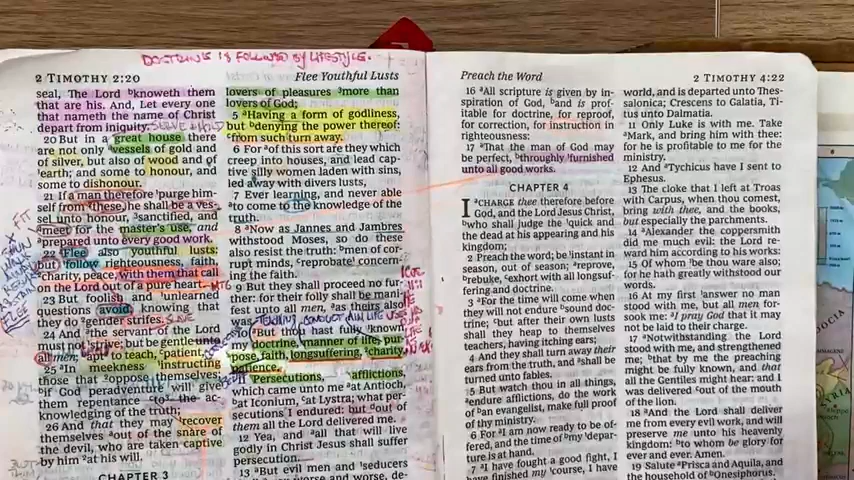 DOCTRINE IS FOLLOWED BY LIFESTYLE.
2 TIMOTHY 2:20
Flee Youthful Lusts
seal, The Lord knoweth them
that are his. And, Let every one
that nameth the name of Christ
depart from iniquity.
20 But in a great house there
are not only vessels of gold and
of silver, but also of wood and of
earth; and some to honour, and
some to dishonour.
21 If a man therefore purge him-
self from these, he shall be a ves-
sel unto honour, sanctified, and
meet for the master's use, and
prepared unto every good work.
22 Flee also youthful lusts:
but follow righteousness, faith,
charity, peace, with them that call
on the Lord out of a pure heart.
23 But foolish and unlearned
questions avoid, knowing that
they do gender strifes.
24 And the servant of the Lord
must not strive; but be gentle unto
all men, apt to teach, patient,
25 In meekness instructing
those that oppose themselves;
if God peradventure will give
them repentance to the ac-
knowledging of the truth;
26 And that they may recover
themselves out of the snare of
the devil, who are taken captive
by him at his will.
CHAPTER 3
FIT
lovers of pleasures more than
lovers of God;
5 Having a form of godliness,
but denying the power thereof:
from such turn away.
6 For of this sort are they which
creep into houses, and lead cap-
tive silly women laden with sins,
led away with divers lusts,
7 Ever learning, and never able
to come to the knowledge of the
truth.
8 Now as Jannes and Jambres
withstood Moses, so do these
also resist the truth: men of cor-
rupt minds, reprobate concern-
ing the faith.
9 But they shall proceed no fur-
ther: for their folly shall be mani-
fest unto all men, as theirs also
was.
10 But thou hast fully known
my doctrine, manner of life, pur-
pose, faith, longsuffering, charity,
patience,
11 Persecutions, afflictions,
which came unto me at Antioch,
at Iconium, at Lystra; what per-
secutions I endured: but out of
them all the Lord delivered me.
12 Yea, and all that will live
godly in Christ Jesus shall suffer
persecution.
13 But evil men and seducers
Preach the Word
2 TIMOTHY 4:22
16 All scripture is given by in-
spiration of God, and is prof-
itable for doctrine, for reproof,
for correction, for instruction in
righteousness:
17 That the man of God may
be perfect, throughly furnished
unto all good works.
CHAPTER 4
I CHARGE thee therefore before
God, and the Lord Jesus Christ,
who shall judge the quick and
the dead at his appearing and his
kingdom;
2 Preach the word; be instant in
season, out of season; reprove,
rebuke, exhort with all longsuf-
fering and doctrine.
3 For the time will come when
they will not endure sound doc-
trine; but after their own lusts
shall they heap to themselves
teachers, having itching ears;
4 And they shall turn away their
ears from the truth, and shall be
turned unto fables.
5 But watch thou in all things,
endure afflictions, do the work
of an evangelist, make full proof
of thy ministry.
6 For I am now ready to be of-
fered, and the time of my depar-
ture is at hand.
7 I have fought a good fight, I
have finished my course, I have
world, and is departed unto Thes-
salonica; Crescens to Galatia, Ti-
tus unto Dalmatia.
11 Only Luke is with me. Take
Mark, and bring him with thee:
for he is profitable to me for the
ministry.
12 And Tychicus have I sent to
Ephesus.
13 The cloke that I left at Troas
with Carpus, when thou comest,
bring with thee, and the books,
but especially the parchments.
14 Alexander the coppersmith
did me much evil: the Lord re-
ward him according to his works:
15 Of whom be thou ware also;
for he hath greatly withstood our
words.
16 At my first answer no man
stood with me, but all men for-
sook me: I pray God that it may
not be laid to their charge.
17 Notwithstanding the Lord
stood with me, and strengthened
me; that by me the preaching
might be fully known, and that
all the Gentiles might hear: and I
was delivered out of the mouth
of the lion.
18 And the Lord shall deliver
me from every evil work, and will
preserve me unto his heavenly
kingdom: to whom be glory for
ever and ever. Amen.
19 Salute Prisca and Aquila, and
the household of Onesiphorus.